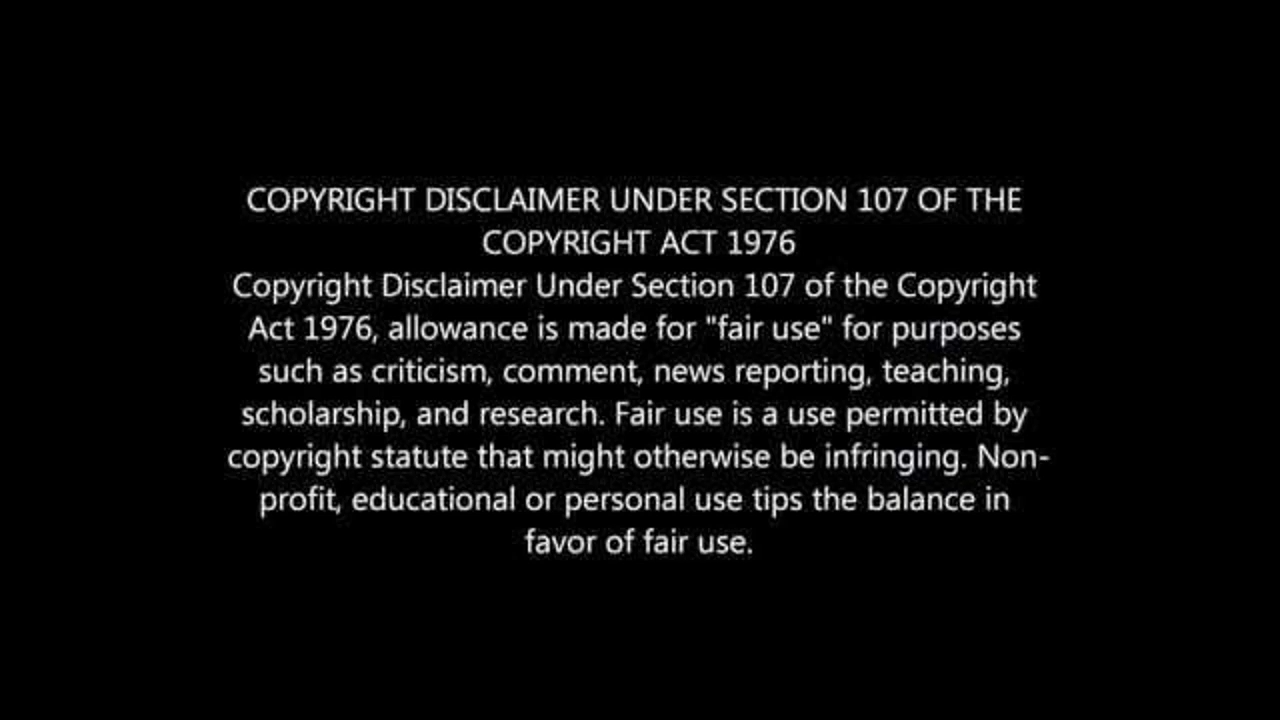 COPYRIGHT DISCLAIMER UNDER SECTION 107 OF THE
COPYRIGHT ACT 1976
Copyright Disclaimer Under Section 107 of the Copyright
Act 1976, allowance is made for "fair use" for purposes
such as criticism, comment, news reporting, teaching,
scholarship, and research. Fair use is a use permitted by
copyright statute that might otherwise be infringing. Non-
profit, educational or personal use tips the balance in
favor of fair use.